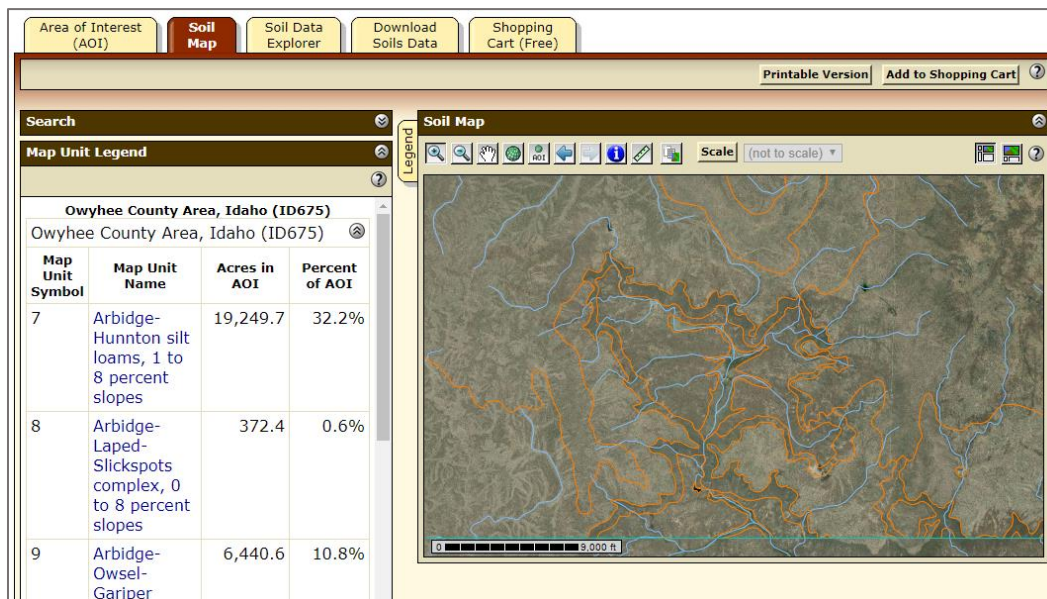 Area of Interest
(AOI)
Soil
Map
Soil Data
Explorer
Download
Soils Data
Shopping
Cart (Free)
Printable Version
Add to Shopping Cart
?
Search
Map Unit Legend
?
Owyhee County Area, Idaho (ID675)
Owyhee County Area, Idaho (ID675)
Map
Unit
Symbol
Map Unit
Name
Acres in
AOI
Percent
of AOI
7
Arbidge-
Hunnton silt
loams, 1 to
8 percent
slopes
19,249.7
32.2%
8
Arbidge-
Laped-
Slickspots
complex, 0
to 8 percent
slopes
372.4
0.6%
9
Arbidge-
Owsel-
Gariper
6,440.6
10.8%
Legend
Soil Map
AOI
i
Scale
(not to scale)
?
0
9,000 ft